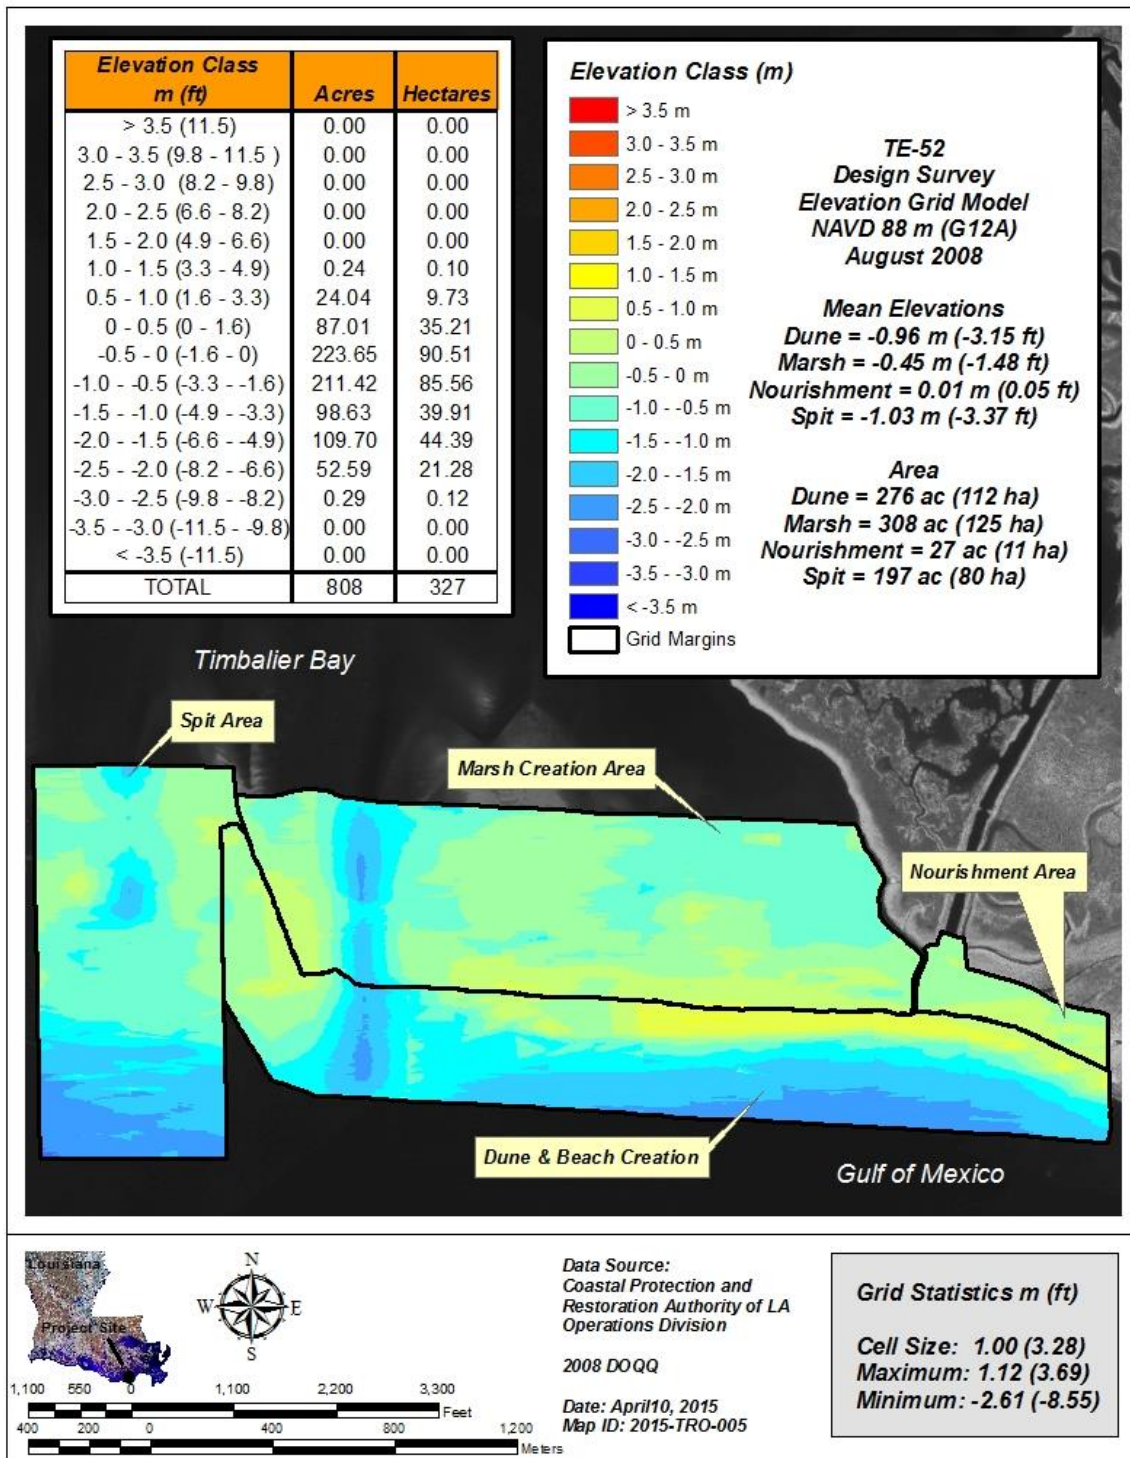 Elevation Class
m (ft) Acres Hectares
> 3.5 (11.5) 0.00 0.00
3.0 - 3.5 (9.8 - 11.5 ) 0.00 0.00
2.5 - 3.0 (8.2 - 9.8) 0.00 0.00
2.0 - 2.5 (6.6 - 8.2) 0.00 0.00
1.5 - 2.0 (4.9 - 6.6) 0.00 0.00
1.0 - 1.5 (3.3 - 4.9) 0.24 0.10
0.5 - 1.0 (1.6 - 3.3) 24.04 9.73
0 - 0.5 (0 - 1.6) 87.01 35.21
-0.5 - 0 (-1.6 - 0) 223.65 90.51
-1.0 - -0.5 (-3.3 - -1.6) 211.42 85.56
-1.5 - -1.0 (-4.9 - -3.3) 98.63 39.91
-2.0 - -1.5 (-6.6 - -4.9) 109.70 44.39
-2.5 - -2.0 (-8.2 - -6.6) 52.59 21.28
-3.0 - -2.5 (-9.8 - -8.2) 0.29 0.12
-3.5 - -3.0 (-11.5 - -9.8) 0.00 0.00
< -3.5 (-11.5) 0.00 0.00
TOTAL 808 327
Elevation Class (m)
> 3.5 m
3.0 - 3.5 m
2.5 - 3.0 m
2.0 - 2.5 m
1.5 - 2.0 m
1.0 - 1.5 m
0.5 - 1.0 m
0 - 0.5 m
-0.5 - 0 m
-1.0 - -0.5 m
-1.5 - -1.0 m
-2.0 - -1.5 m
-2.5 - -2.0 m
-3.0 - -2.5 m
-3.5 - -3.0 m
< -3.5 m
Grid Margins
TE-52
Design Survey
Elevation Grid Model
NAVD 88 m (G12A)
August 2008
Mean Elevations
Dune = -0.96 m (-3.15 ft)
Marsh = -0.45 m (-1.48 ft)
Nourishment = 0.01 m (0.05 ft)
Spit = -1.03 m (-3.37 ft)
Area
Dune = 276 ac (112 ha)
Marsh = 308 ac (125 ha)
Nourishment = 27 ac (11 ha)
Spit = 197 ac (80 ha)
Timbalier Bay
Spit Area
Marsh Creation Area
Nourishment Area
Dune & Beach Creation
Gulf of Mexico
Louisiana
Project Site
N
W E
S
1,100 550 0 1,100 2,200 3,300
Feet
400 200 0 400 800 1,200
Meters
Data Source:
Coastal Protection and
Restoration Authority of LA
Operations Division
2008 DOQQ
Date: April10, 2015
Map ID: 2015-TRO-005
Grid Statistics m (ft)
Cell Size: 1.00 (3.28)
Maximum: 1.12 (3.69)
Minimum: -2.61 (-8.55)